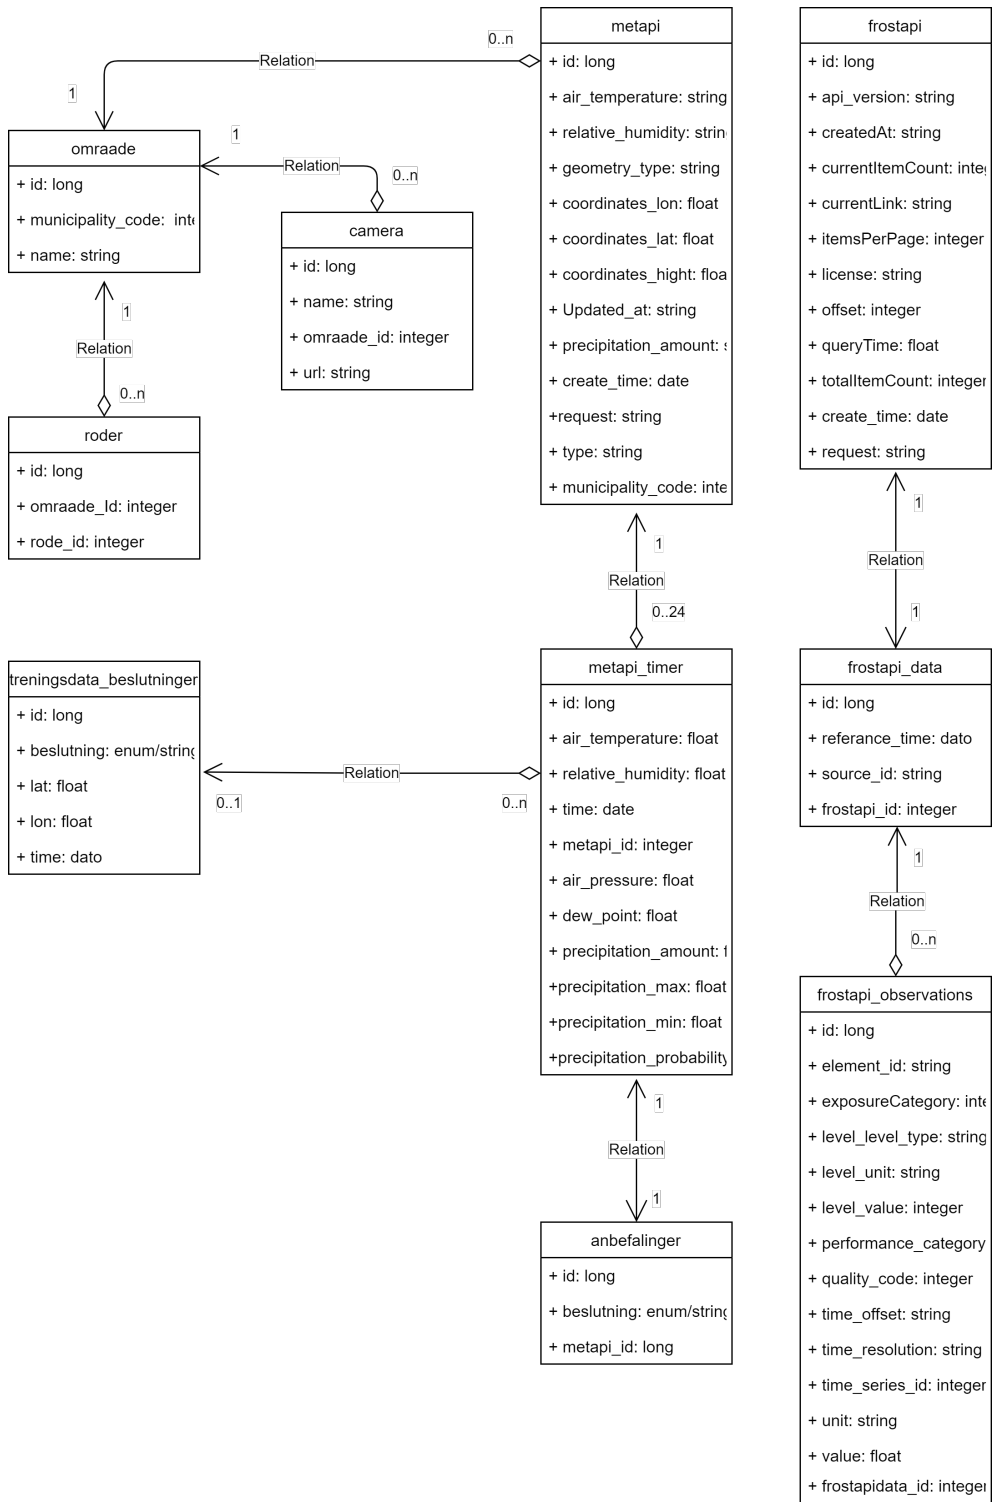 metapi
+ id: long
+ air_temperature: string
+ relative_humidity: strin
+ geometry_type: string
+ coordinates_lon: float
+ coordinates_lat: float
+ coordinates_hight: floa
+ Updated_at: string
+ precipitation_amount: s
+ create_time: date
+request: string
+ type: string
+ municipality_code: inte
frostapi
+ id: long
+ api_version: string
+ createdAt: string
+ currentItemCount: inte
+ currentLink: string
+ itemsPerPage: integer
+ license: string
+ offset: integer
+ queryTime: float
+ totalItemCount: integer
+ create_time: date
+ request: string
0..n
Relation
1
omraade
+ id: long
+ municipality_code:  inte
+ name: string
1
Relation
0..n
camera
+ id: long
+ name: string
+ omraade_id: integer
+ url: string
1
Relation
0..n
roder
+ id: long
+ omraade_Id: integer
+ rode_id: integer
1
Relation
0..24
1
Relation
1
treningsdata_beslutninger
+ id: long
+ beslutning: enum/string
+ lat: float
+ lon: float
+ time: dato
Relation
0..1
0..n
metapi_timer
+ id: long
+ air_temperature: float
+ relative_humidity: float
+ time: date
+ metapi_id: integer
+ air_pressure: float
+ dew_point: float
+ precipitation_amount: f
+precipitation_max: float
+precipitation_min: float
+precipitation_probability
frostapi_data
+ id: long
+ referance_time: dato
+ source_id: string
+ frostapi_id: integer
1
Relation
0..n
1
Relation
1
anbefalinger
+ id: long
+ beslutning: enum/string
+ metapi_id: long
frostapi_observations
+ id: long
+ element_id: string
+ exposureCategory: inte
+ level_level_type: string
+ level_unit: string
+ level_value: integer
+ performance_category
+ quality_code: integer
+ time_offset: string
+ time_resolution: string
+ time_series_id: integer
+ unit: string
+ value: float
+ frostapidata_id: integer